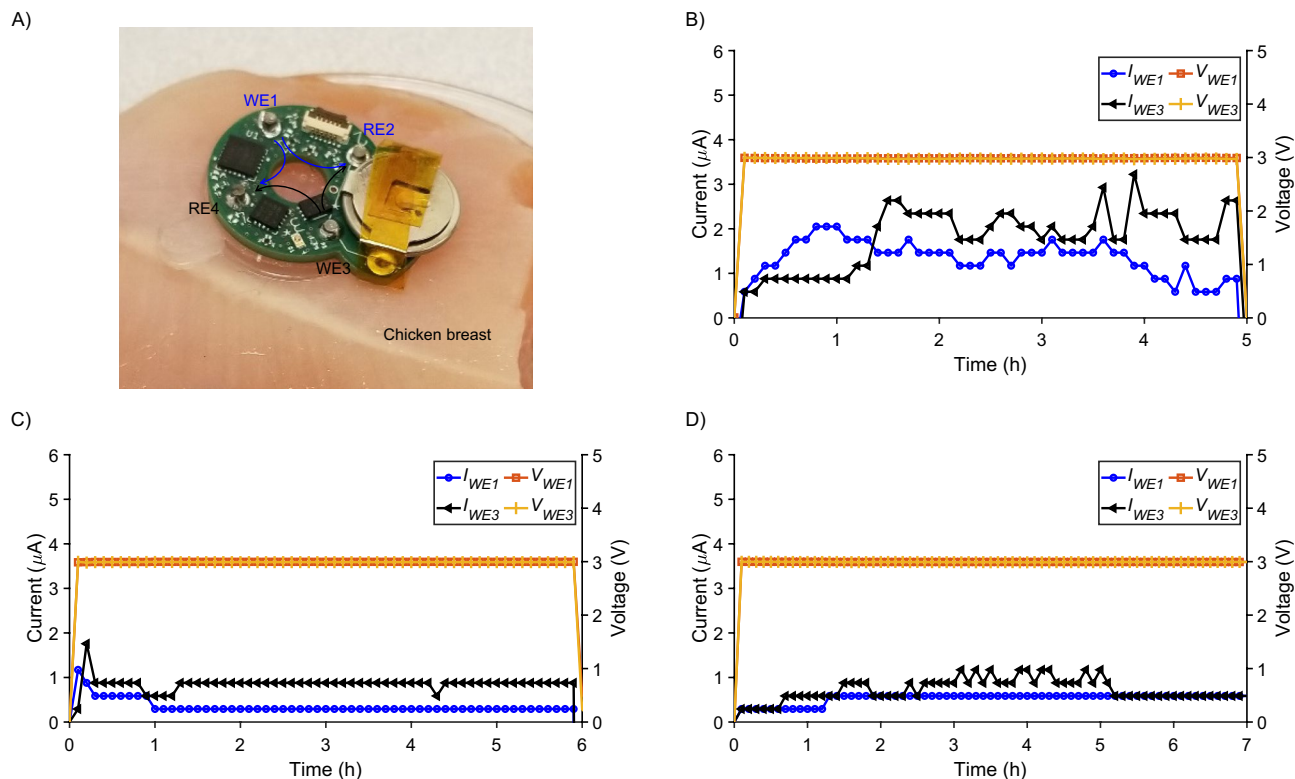 A)
WE1
RE2
U1
RE4
WE3
Chicken breast
B)
I_WE1 V_WE1
I_WE3 V_WE3
6
5
4
3
2
1
0
Current (μA)
5
4
3
2
1
0
Voltage (V)
0 1 2 3 4 5
Time (h)
C)
I_WE1 V_WE1
I_WE3 V_WE3
6
5
4
3
2
1
0
Current (μA)
5
4
3
2
1
0
Voltage (V)
0 1 2 3 4 5 6
Time (h)
D)
I_WE1 V_WE1
I_WE3 V_WE3
6
5
4
3
2
1
0
Current (μA)
5
4
3
2
1
0
Voltage (V)
0 1 2 3 4 5 6 7
Time (h)